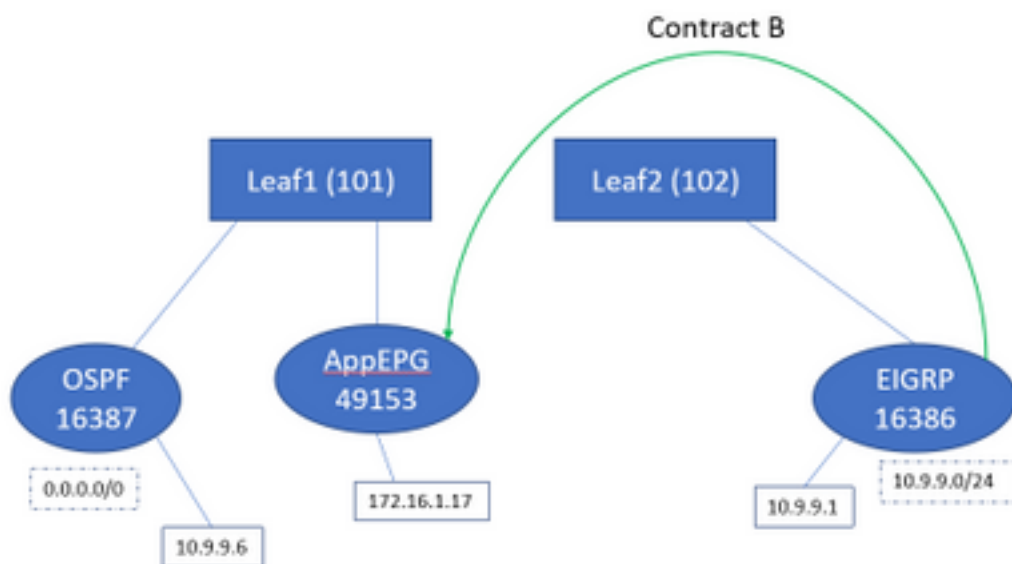 Contract B
Leaf1 (101)
Leaf2 (102)
OSPF
16387
AppEPG
49153
EIGRP
16386
0.0.0.0/0
10.9.9.6
172.16.1.17
10.9.9.1
10.9.9.0/24